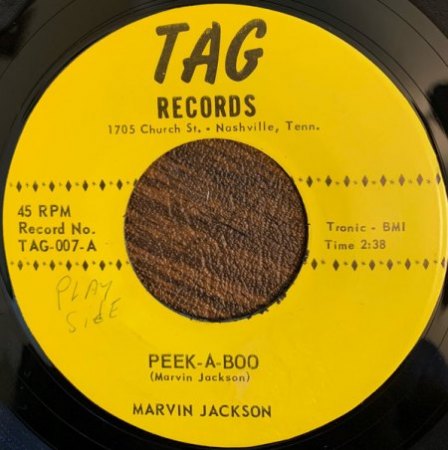 TAG
RECORDS
1705 Church St. • Nashville, Tenn.
45 RPM
Record No.
TAG-007-A
Tronic - BMI
Time 2:38
PLAY
SIDE
PEEK-A-BOO
(Marvin Jackson)
MARVIN JACKSON